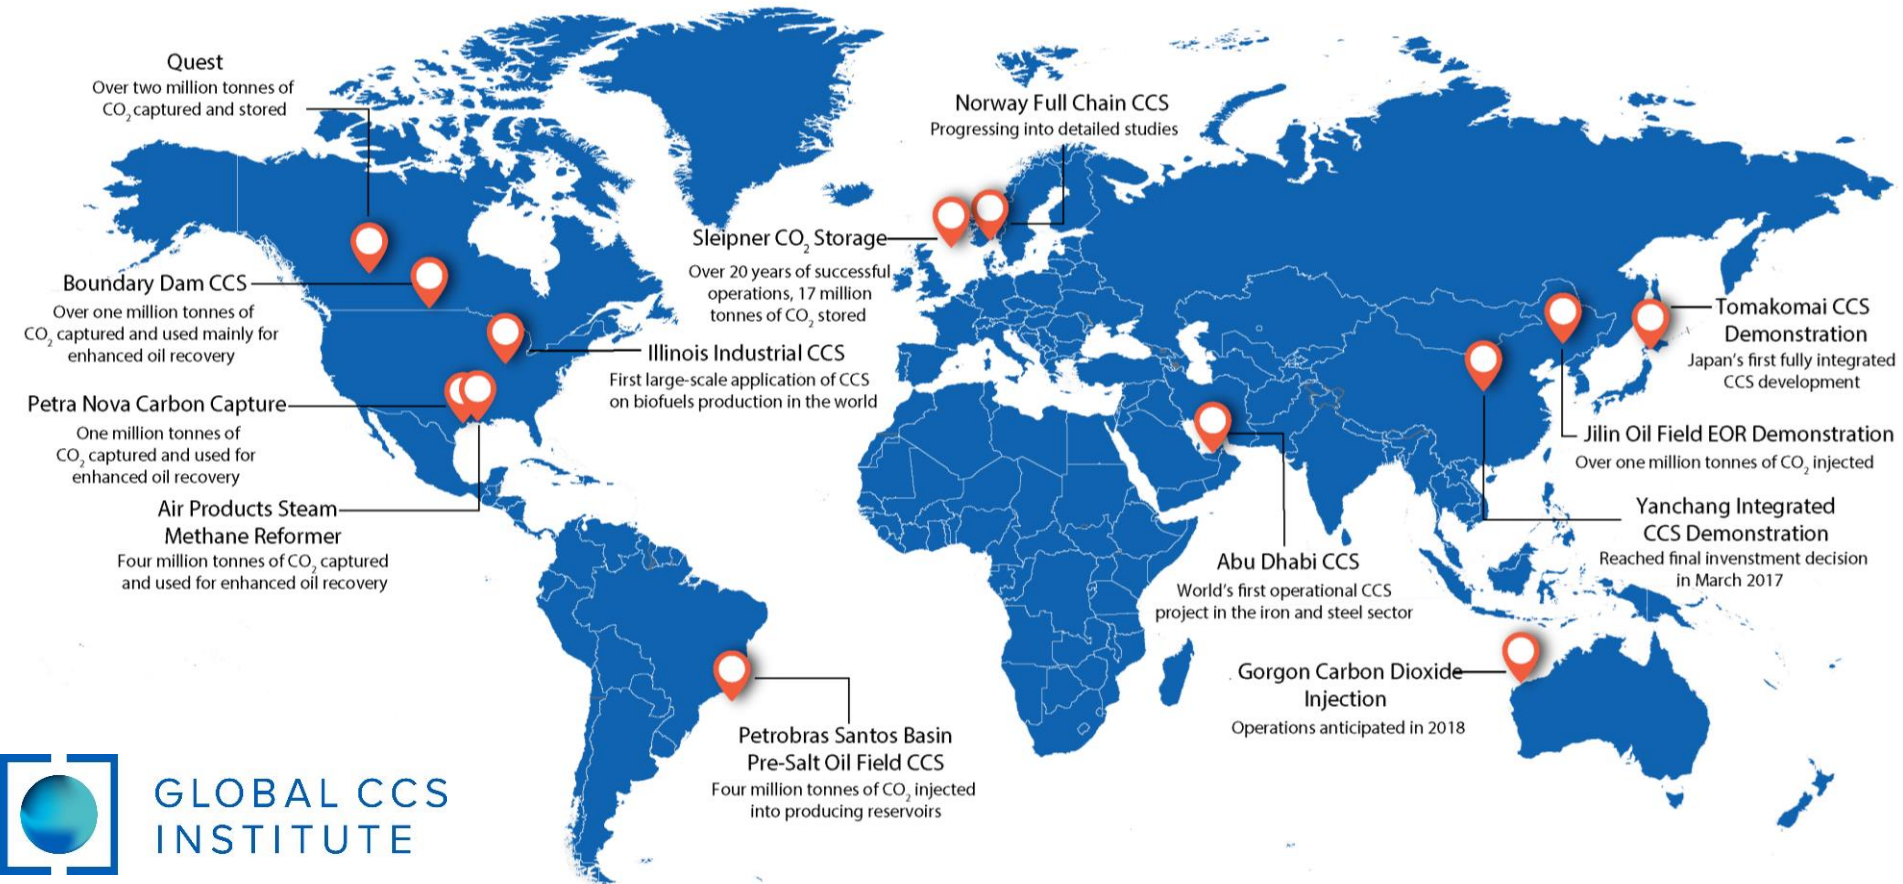 Quest
Over two million tonnes of
CO₂ captured and stored
Boundary Dam CCS
Over one million tonnes of
CO₂ captured and used mainly for
enhanced oil recovery
Petra Nova Carbon Capture
One million tonnes of
CO₂ captured and used for
enhanced oil recovery
Air Products Steam
Methane Reformer
Four million tonnes of CO₂ captured
and used for enhanced oil recovery
Illinois Industrial CCS
First large-scale application of CCS
on biofuels production in the world
Norway Full Chain CCS
Progressing into detailed studies
Sleipner CO₂ Storage
Over 20 years of successful
operations, 17 million
tonnes of CO₂ stored
Petrobras Santos Basin
Pre-Salt Oil Field CCS
Four million tonnes of CO₂ injected
into producing reservoirs
Abu Dhabi CCS
World's first operational CCS
project in the iron and steel sector
Tomakomai CCS
Demonstration
Japan's first fully integrated
CCS development
Jilin Oil Field EOR Demonstration
Over one million tonnes of CO₂ injected
Yanchang Integrated
CCS Demonstration
Reached final invenstment decision
in March 2017
Gorgon Carbon Dioxide
Injection
Operations anticipated in 2018
GLOBAL CCS
INSTITUTE